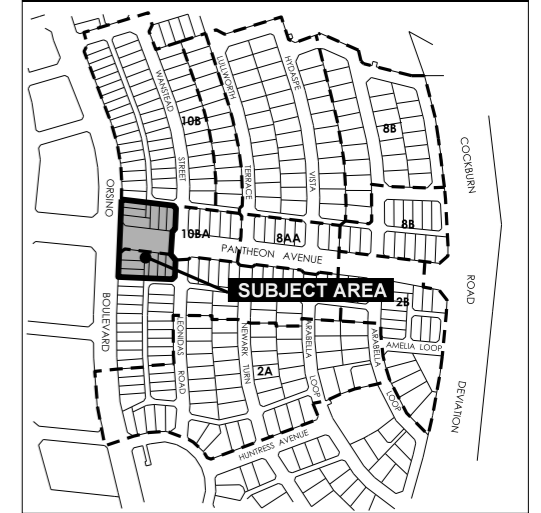 10B
8B
WANSTEAD
STREET
LULLWORTH
TERRACE
HYDASPE
VISTA
COCKBURN
ROAD
DEVIATION
ORSINO
BOULEVARD
10BA
8AA
8B
PANTHEON AVENUE
SUBJECT AREA
2B
LEONIDAS
ROAD
NEWARK TURN
ARABELLA
LOOP
ARABELLA
LOOP
AMELIA LOOP
2A
HUNTRESS AVENUE